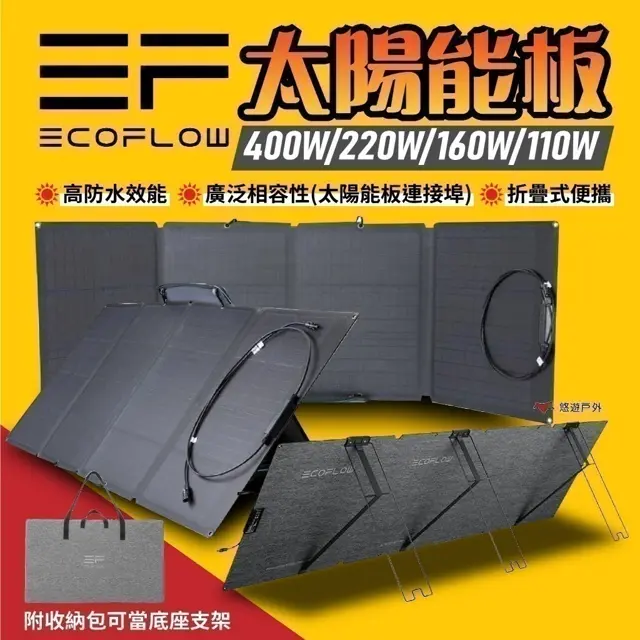 EF
ECOFLOW
太陽能板
400W/220W/160W/110W
高防水效能 廣泛相容性(太陽能板連接埠) 折疊式便攜
悠遊戶外
ECOFLOW ECOFLOW
EF
附收納包可當底座支架